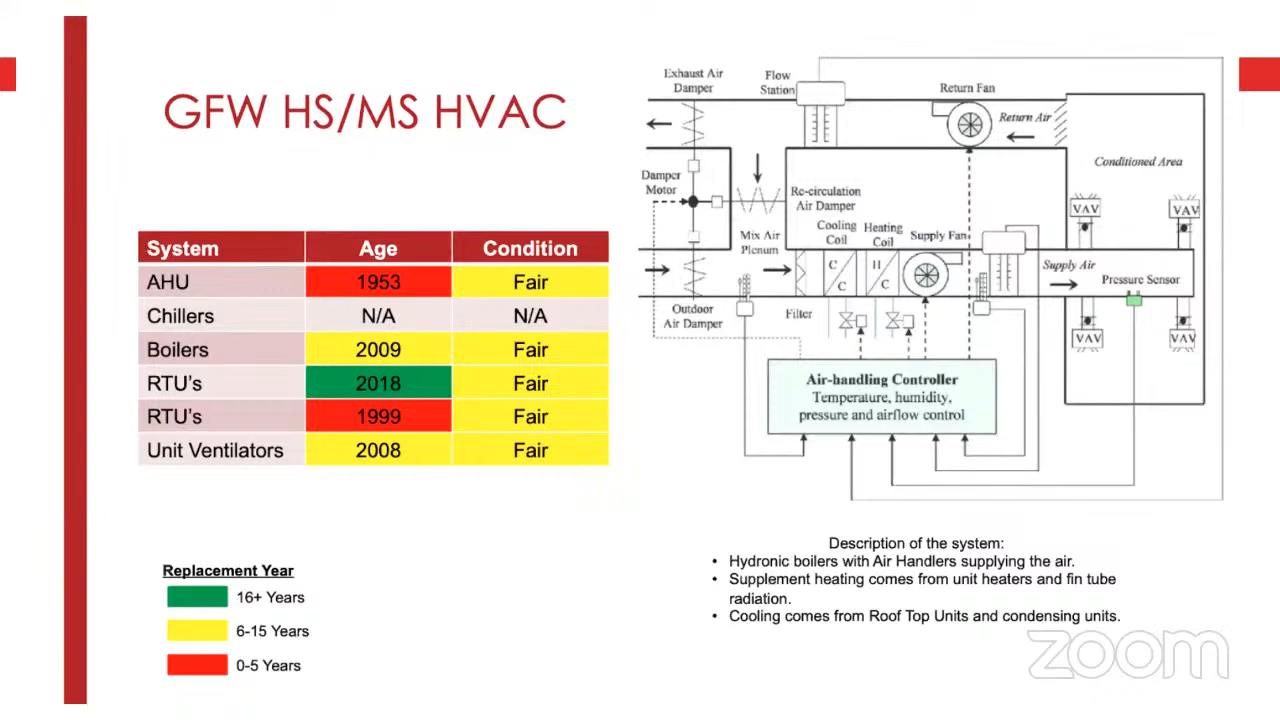 GFW HS/MS HVAC
System Age Condition
AHU 1953 Fair
Chillers N/A N/A
Boilers 2009 Fair
RTU's 2018 Fair
RTU's 1999 Fair
Unit Ventilators 2008 Fair
Replacement Year
16+ Years
6-15 Years
0-5 Years
Exhaust Air
Damper
Flow
Station
Return Fan
Return Air
Conditioned Area
Damper
Motor
Re-circulation
Air Damper
VAV
VAV
Mix Air
Plenum
Cooling
Coil
Heating
Coil
Supply Fan
C
C
H
C
Supply Air
Pressure Sensor
Outdoor
Air Damper
Filter
VAV
VAV
Air-handling Controller
Temperature, humidity,
pressure and airflow control
Description of the system:
• Hydronic boilers with Air Handlers supplying the air.
• Supplement heating comes from unit heaters and fin tube
radiation.
• Cooling comes from Roof Top Units and condensing units.
zoom